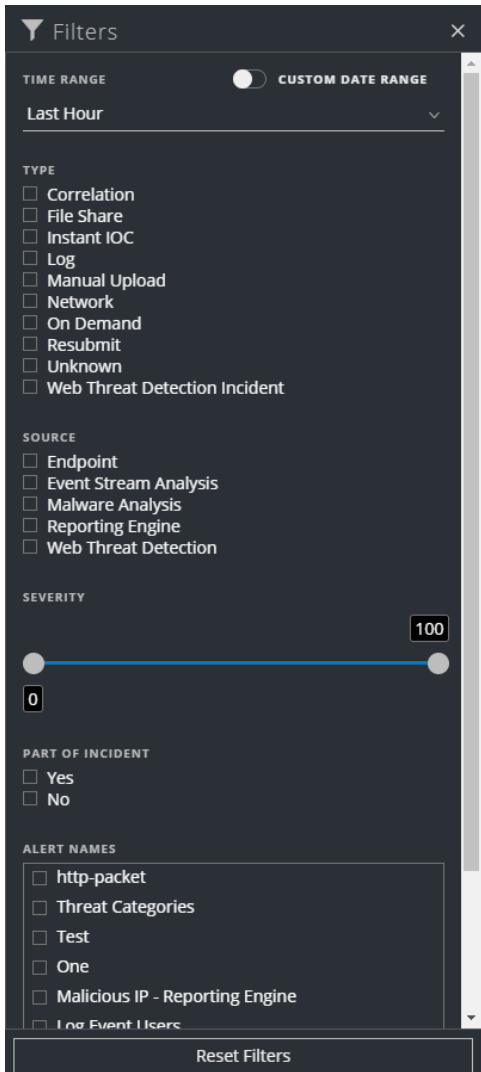 Filters
TIME RANGE CUSTOM DATE RANGE
Last Hour
TYPE
Correlation
File Share
Instant IOC
Log
Manual Upload
Network
On Demand
Resubmit
Unknown
Web Threat Detection Incident
SOURCE
Endpoint
Event Stream Analysis
Malware Analysis
Reporting Engine
Web Threat Detection
SEVERITY
100
0
PART OF INCIDENT
Yes
No
ALERT NAMES
http-packet
Threat Categories
Test
One
Malicious IP - Reporting Engine
Log Event Users
Reset Filters